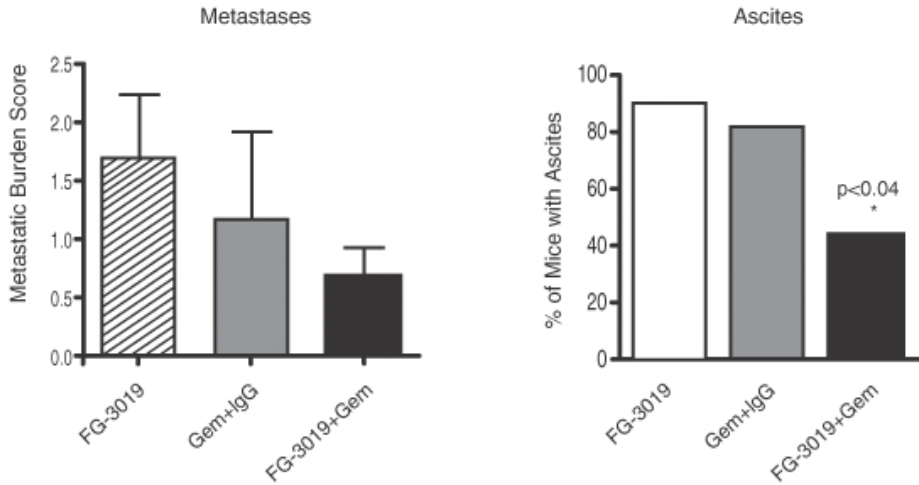 Metastases
Metastatic Burden Score
2.5
2.0
1.5
1.0
0.5
0.0
FG-3019
Gem+IgG
FG-3019+Gem
Ascites
% of Mice with Ascites
100
80
60
40
20
0
p<0.04
*
FG-3019
Gem+IgG
FG-3019+Gem